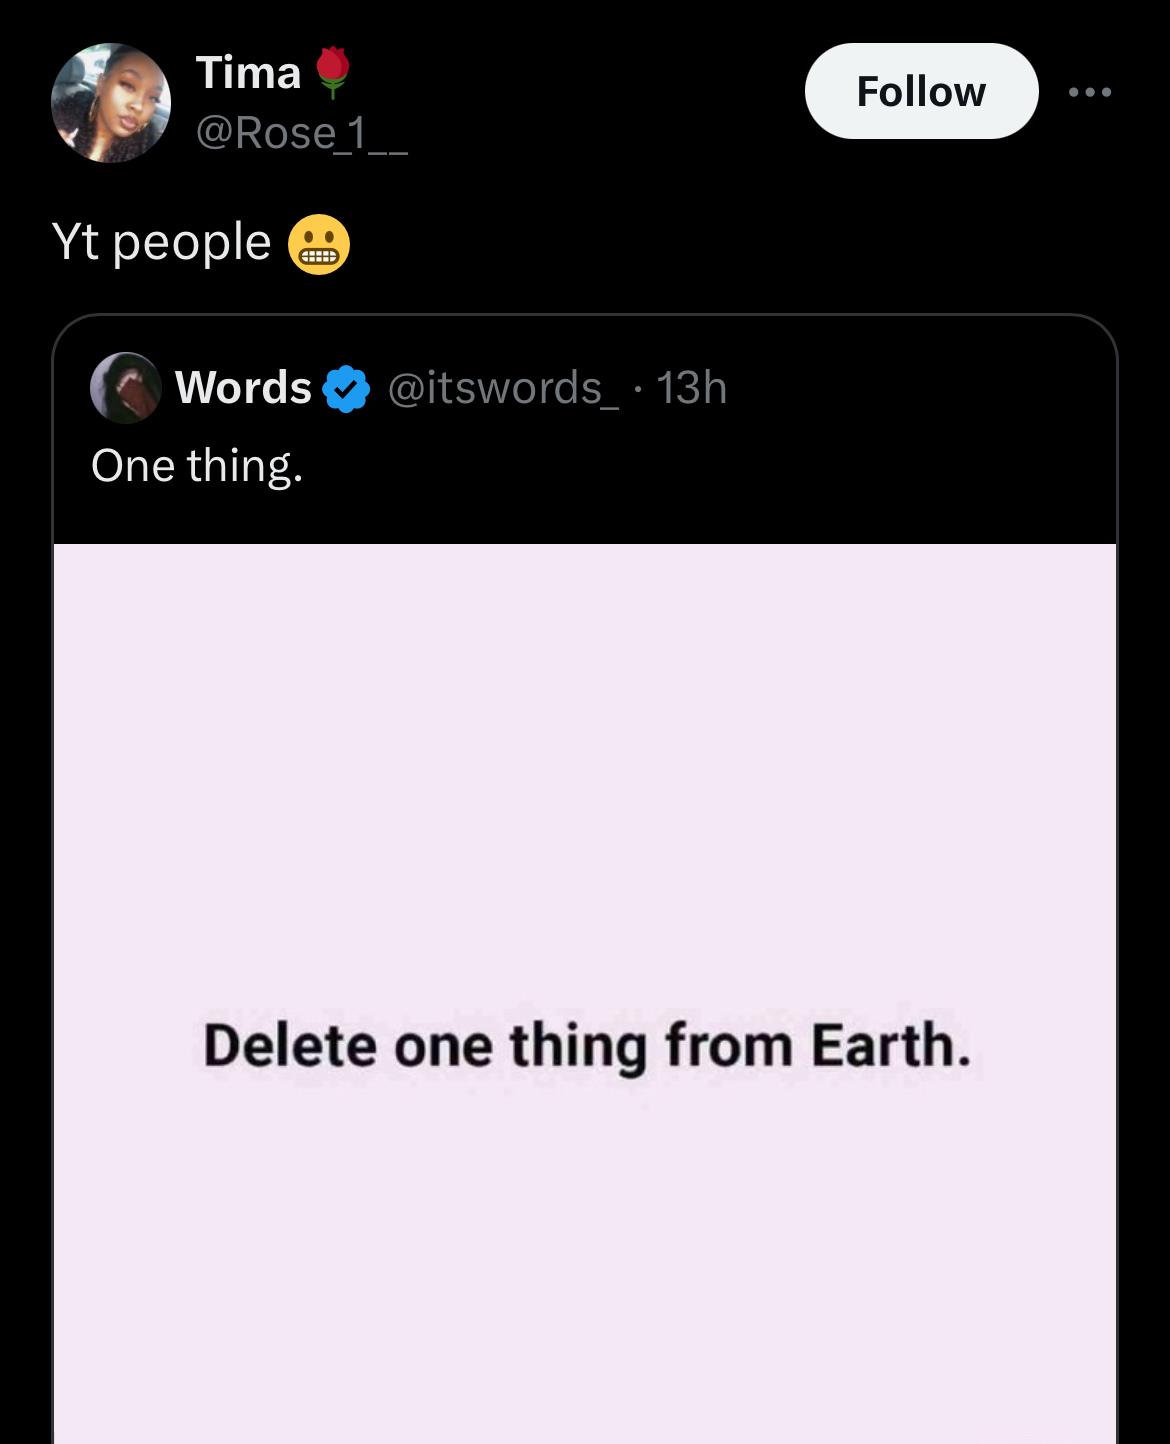 Tima🌹
Follow
@Rose_1__
Yt people 😬
Words @itswords_ · 13h
One thing.
Delete one thing from Earth.